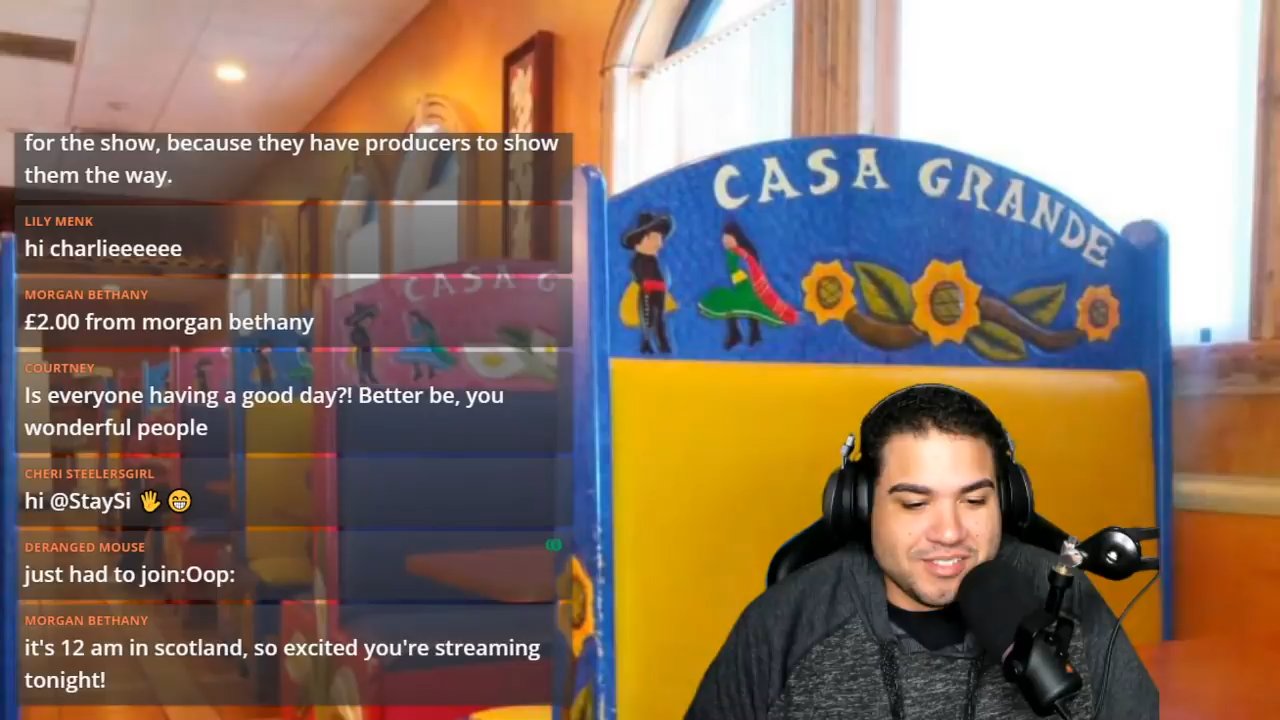 for the show, because they have producers to show
them the way.
LILY MENK
hi charlieeeeee
MORGAN BETHANY
£2.00 from morgan bethany
COURTNEY
Is everyone having a good day?! Better be, you
wonderful people
CHERI STEELERSGIRL
hi @StaySi 🖐😁
DERANGED MOUSE
just had to join:Oop:
MORGAN BETHANY
it's 12 am in scotland, so excited you're streaming
tonight!
CASA GRANDE
CASA G